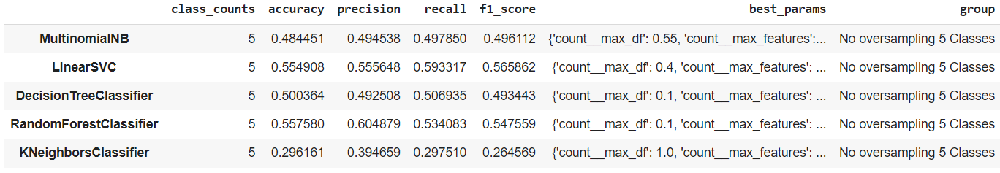 class_counts accuracy precision recall f1_score best_params group
MultinomialNB 5 0.484451 0.494538 0.497850 0.496112 {'count__max_df': 0.55, 'count__max_features':... No oversampling 5 Classes
LinearSVC 5 0.554908 0.555648 0.593317 0.565862 {'count__max_df': 0.4, 'count__max_features': ... No oversampling 5 Classes
DecisionTreeClassifier 5 0.500364 0.492508 0.506935 0.493443 {'count__max_df': 0.1, 'count__max_features': ... No oversampling 5 Classes
RandomForestClassifier 5 0.557580 0.604879 0.534083 0.547559 {'count__max_df': 0.1, 'count__max_features': ... No oversampling 5 Classes
KNeighborsClassifier 5 0.296161 0.394659 0.297510 0.264569 {'count__max_df': 1.0, 'count__max_features': ... No oversampling 5 Classes